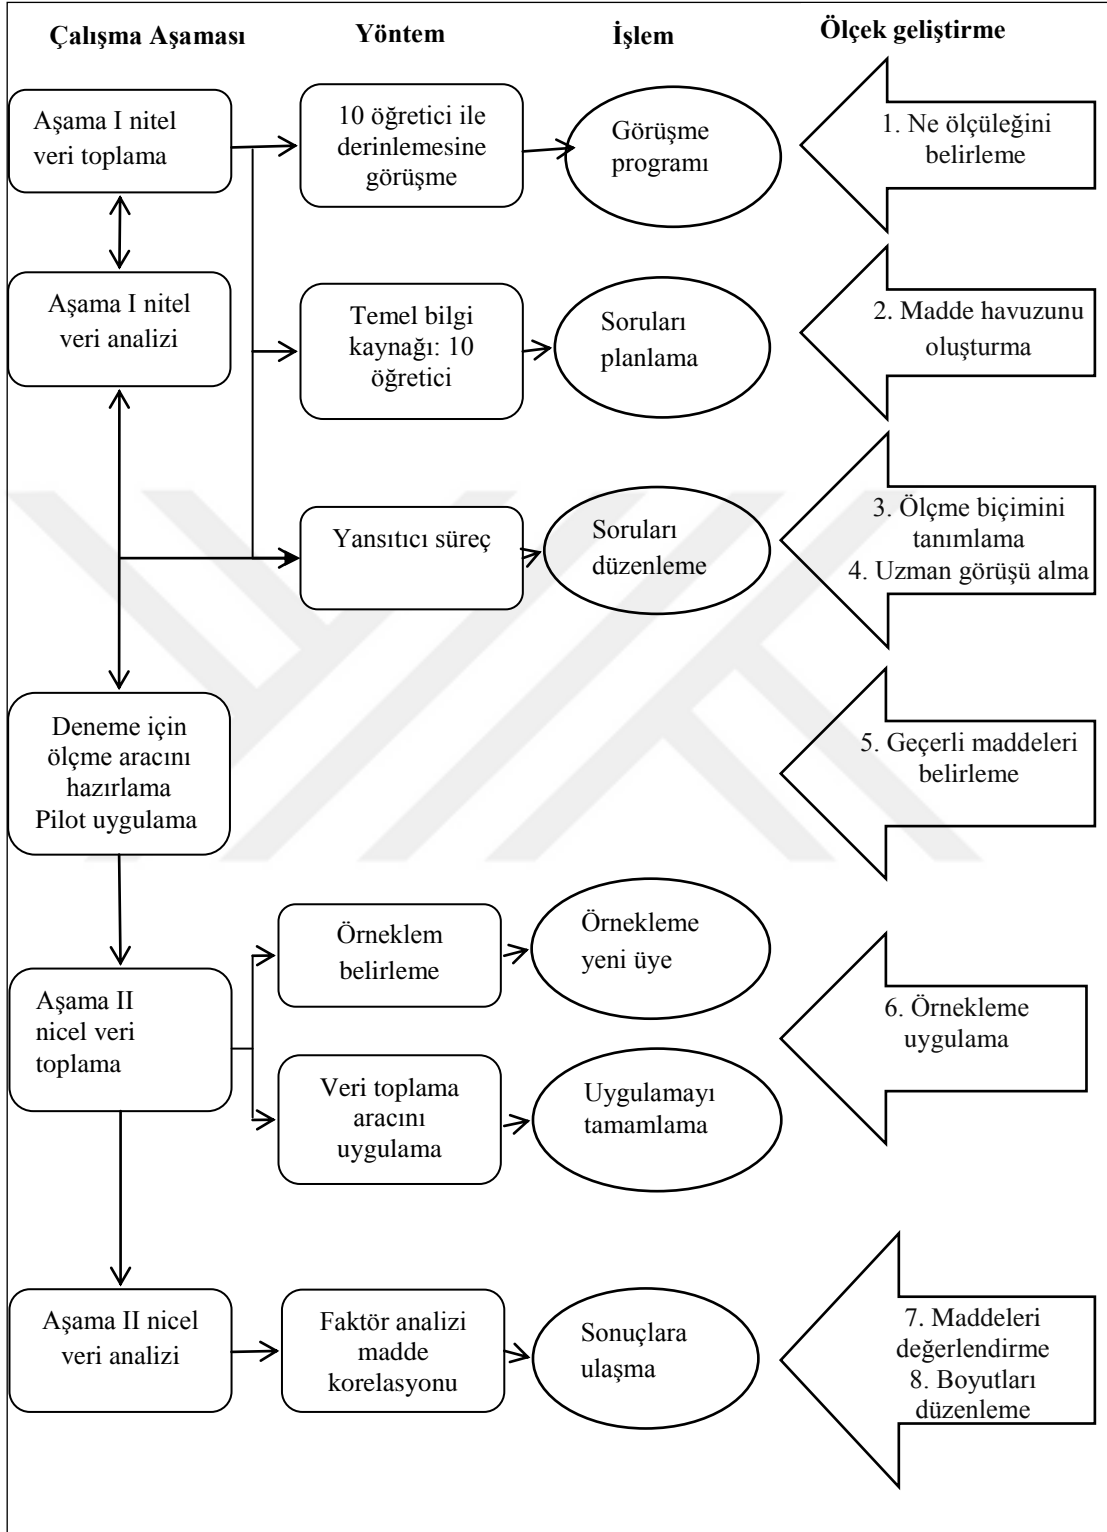 Çalışma Aşaması
Yöntem
İşlem
Ölçek geliştirme
Aşama I nitel
veri toplama
10 öğretici ile
derinlemesine
görüşme
Görüşme
programı
1. Ne ölçüleğini
belirleme
Aşama I nitel
veri analizi
Temel bilgi
kaynağı: 10
öğretici
Soruları
planlama
2. Madde havuzunu
oluşturma
Yansıtıcı süreç
Soruları
düzenleme
3. Ölçme biçimini
tanımlama
4. Uzman görüşü alma
Deneme için
ölçme aracını
hazırlama
Pilot uygulama
5. Geçerli maddeleri
belirleme
Aşama II
nicel veri
toplama
Örneklem
belirleme
Örnekleme
yeni üye
6. Örnekleme
uygulama
Veri toplama
aracını
uygulama
Uygulamayı
tamamlama
Aşama II nicel
veri analizi
Faktör analizi
madde
korelasyonu
Sonuçlara
ulaşma
7. Maddeleri
değerlendirme
8. Boyutları
düzenleme